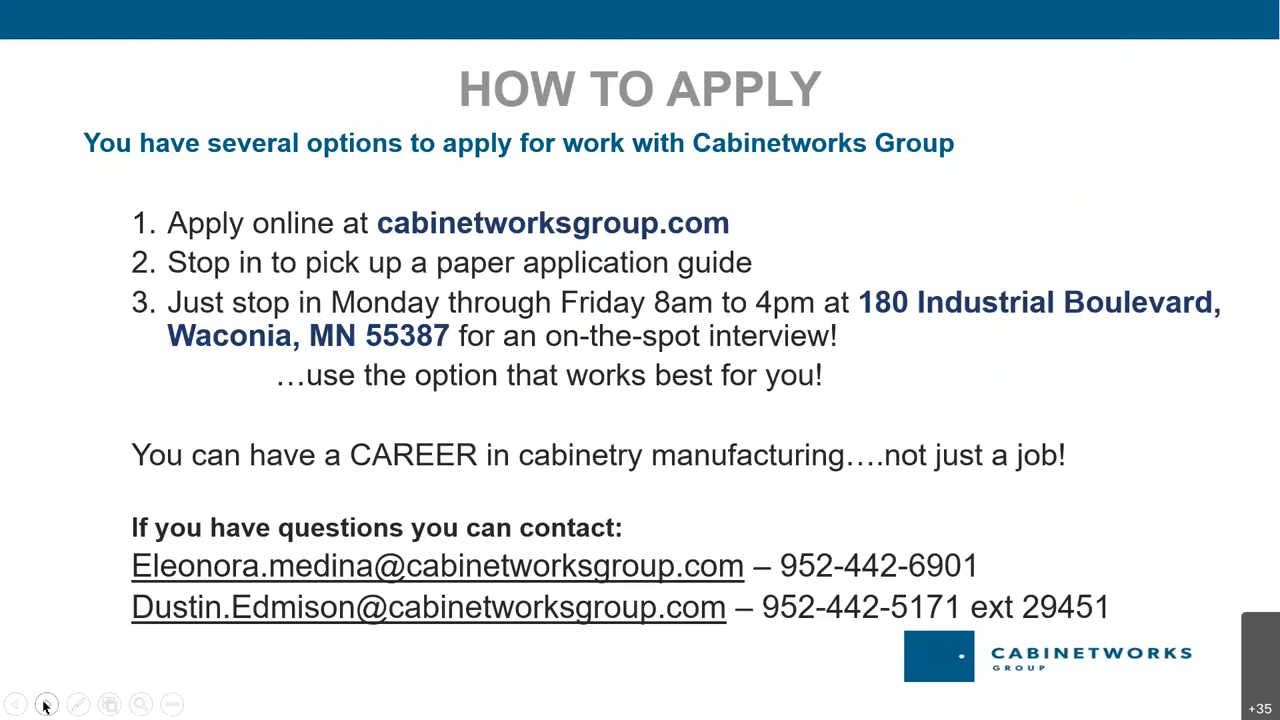 HOW TO APPLY
You have several options to apply for work with Cabinetworks Group
1. Apply online at cabinetworksgroup.com
2. Stop in to pick up a paper application guide
3. Just stop in Monday through Friday 8am to 4pm at 180 Industrial Boulevard,
Waconia, MN 55387 for an on-the-spot interview!
…use the option that works best for you!
You can have a CAREER in cabinetry manufacturing….not just a job!
If you have questions you can contact:
Eleonora.medina@cabinetworksgroup.com – 952-442-6901
Dustin.Edmison@cabinetworksgroup.com – 952-442-5171 ext 29451
CABINETWORKS
GROUP
+35